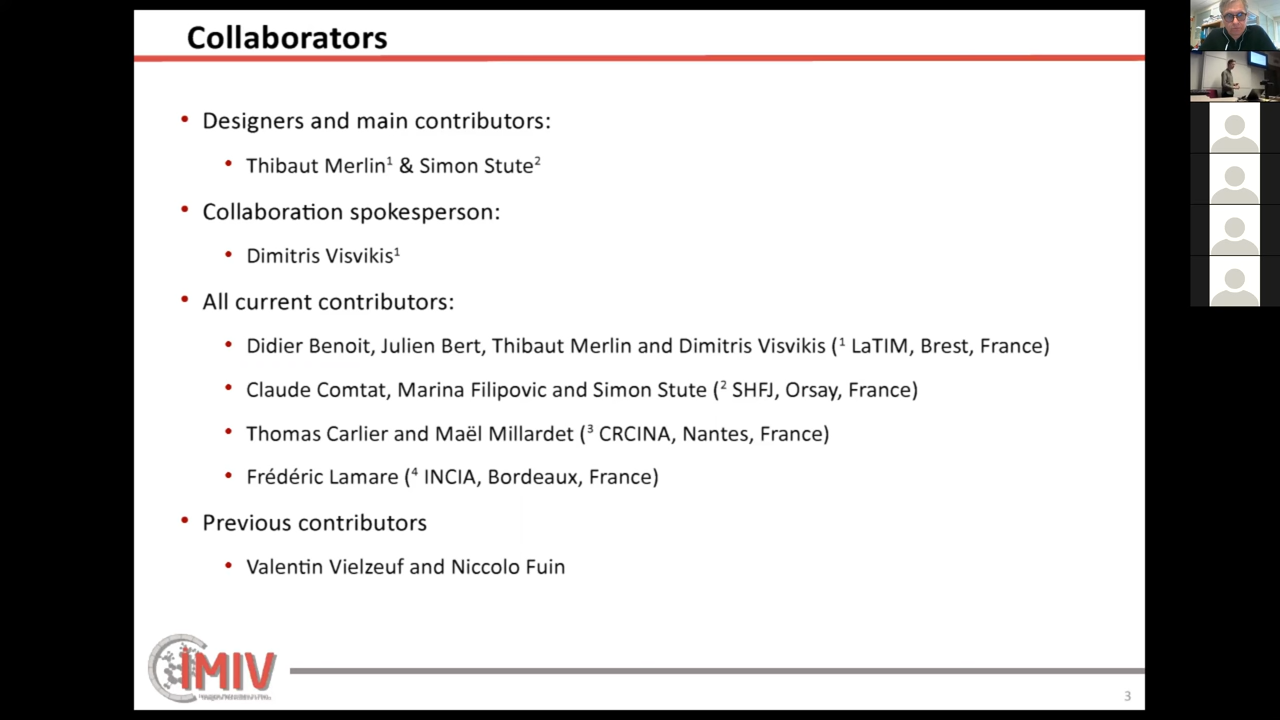 Collaborators
• Designers and main contributors:
• Thibaut Merlin¹ & Simon Stute²
• Collaboration spokesperson:
• Dimitris Visvikis¹
• All current contributors:
• Didier Benoit, Julien Bert, Thibaut Merlin and Dimitris Visvikis (¹ LaTIM, Brest, France)
• Claude Comtat, Marina Filipovic and Simon Stute (² SHFJ, Orsay, France)
• Thomas Carlier and Maël Millardet (³ CRCINA, Nantes, France)
• Frédéric Lamare (⁴ INCIA, Bordeaux, France)
• Previous contributors
• Valentin Vielzeuf and Niccolo Fuin
IMIV
3